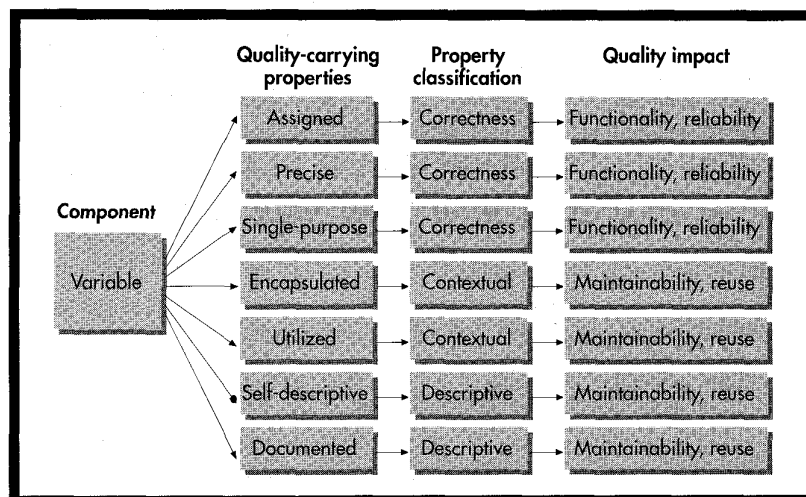 Quality-carrying properties
Property classification
Quality impact
Component
Variable
Assigned
Correctness
Functionality, reliability
Precise
Correctness
Functionality, reliability
Single-purpose
Correctness
Functionality, reliability
Encapsulated
Contextual
Maintainability, reuse
Utilized
Contextual
Maintainability, reuse
Self-descriptive
Descriptive
Maintainability, reuse
Documented
Descriptive
Maintainability, reuse